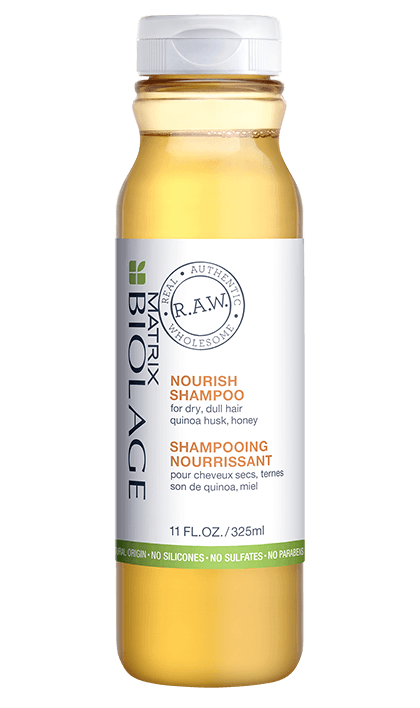 MATRIX
BIOLAGE
REAL · AUTHENTIC · WHOLESOME
R.A.W.
NOURISH
SHAMPOO
for dry, dull hair
quinoa husk, honey
SHAMPOOING
NOURRISSANT
pour cheveux secs, ternes
son de quinoa, miel
11 FL.OZ./325ml
ORIGIN • NO SILICONES • NO SULFATES • NO PARABENS